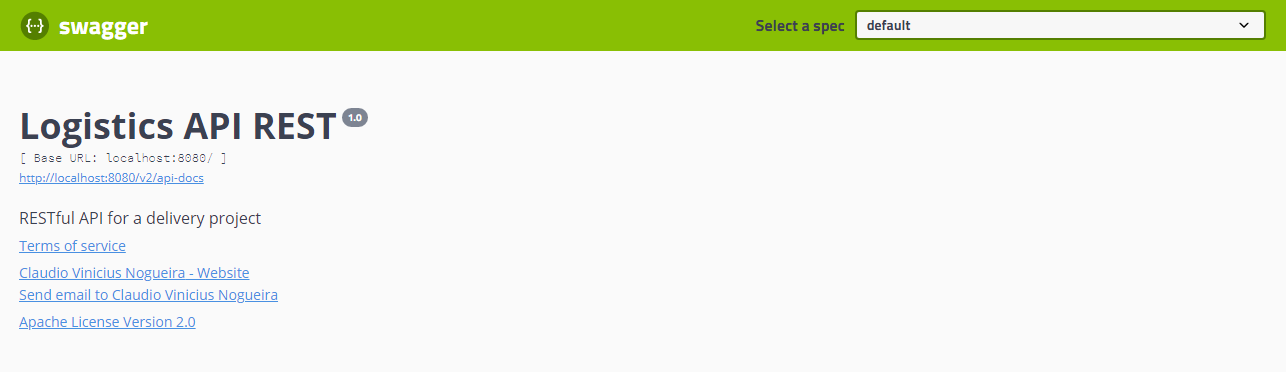 {···} swagger
Select a spec default
Logistics API REST 1.0
[ Base URL: localhost:8080/ ]
http://localhost:8080/v2/api-docs
RESTful API for a delivery project
Terms of service
Claudio Vinicius Nogueira - Website
Send email to Claudio Vinicius Nogueira
Apache License Version 2.0